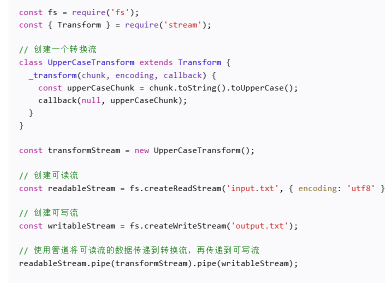 const fs = require('fs');
const { Transform } = require('stream');
// 创建一个转换流
class UpperCaseTransform extends Transform {
_transform(chunk, encoding, callback) {
const upperCaseChunk = chunk.toString().toUpperCase();
callback(null, upperCaseChunk);
}
}
const transformStream = new UpperCaseTransform();
// 创建可读流
const readableStream = fs.createReadStream('input.txt', { encoding: 'utf8' }
// 创建可写流
const writableStream = fs.createWriteStream('output.txt');
// 使用管道将可读流的数据传递到转换流，再传递到可写流
readableStream.pipe(transformStream).pipe(writableStream);